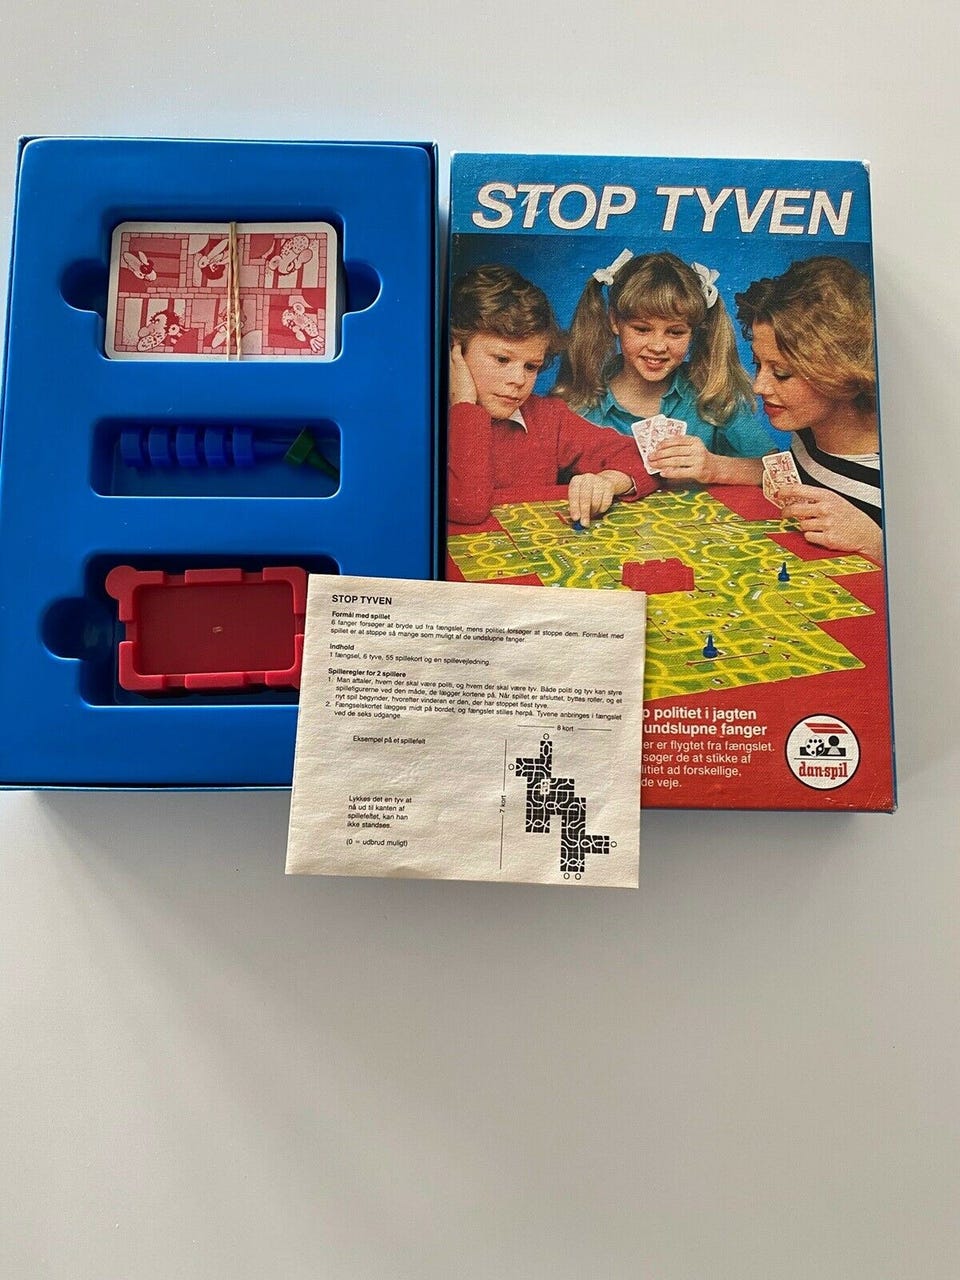 STOP TYVEN
politiet i jagten
undslupne fanger
er er flygtet fra fængslet.
søger de at stikke af
litiet ad forskellige,
de veje.
dan-spil
STOP TYVEN
Formål med spillet
6 fanger forsøger at bryde ud fra fængslet, mens politiet forsøger at stoppe dem. Formålet med
spillet er at stoppe så mange som muligt af de undslupne fanger.
Indhold
1 fængsel, 6 tyve, 55 spillekort og en spillevejledning.
Spilleregler for 2 spillere
1. Man aftaler, hvem der skal være politi, og hvem der skal være tyv. Både politi og tyv kan styre
spillefigurerne ved den måde, de lægger kortene på. Når spillet er afsluttet, byttes roller, og et
nyt spil begynder, hvorefter vinderen er den, der har stoppet flest tyve.
2. Fængselskortet lægges midt på bordet, og fængslet stilles herpå. Tyvene anbringes i fængslet
ved de seks udgange.
8 kort
Eksempel på et spillefelt
7 kort
Lykkes det en tyv at
nå ud til kanten af
spillefeltet, kan han
ikke standses.
(0 = udbrud muligt)